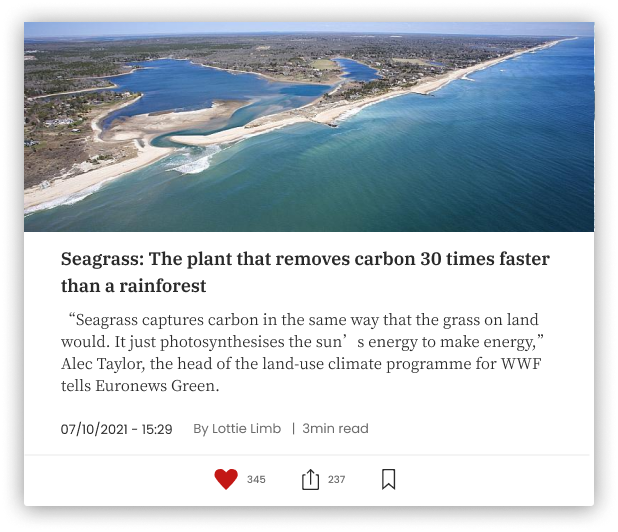 Seagrass: The plant that removes carbon 30 times faster
than a rainforest
“Seagrass captures carbon in the same way that the grass on land
would. It just photosynthesises the sun’s energy to make energy,”
Alec Taylor, the head of the land-use climate programme for WWF
tells Euronews Green.
07/10/2021 - 15:29 By Lottie Limb | 3min read
345 237